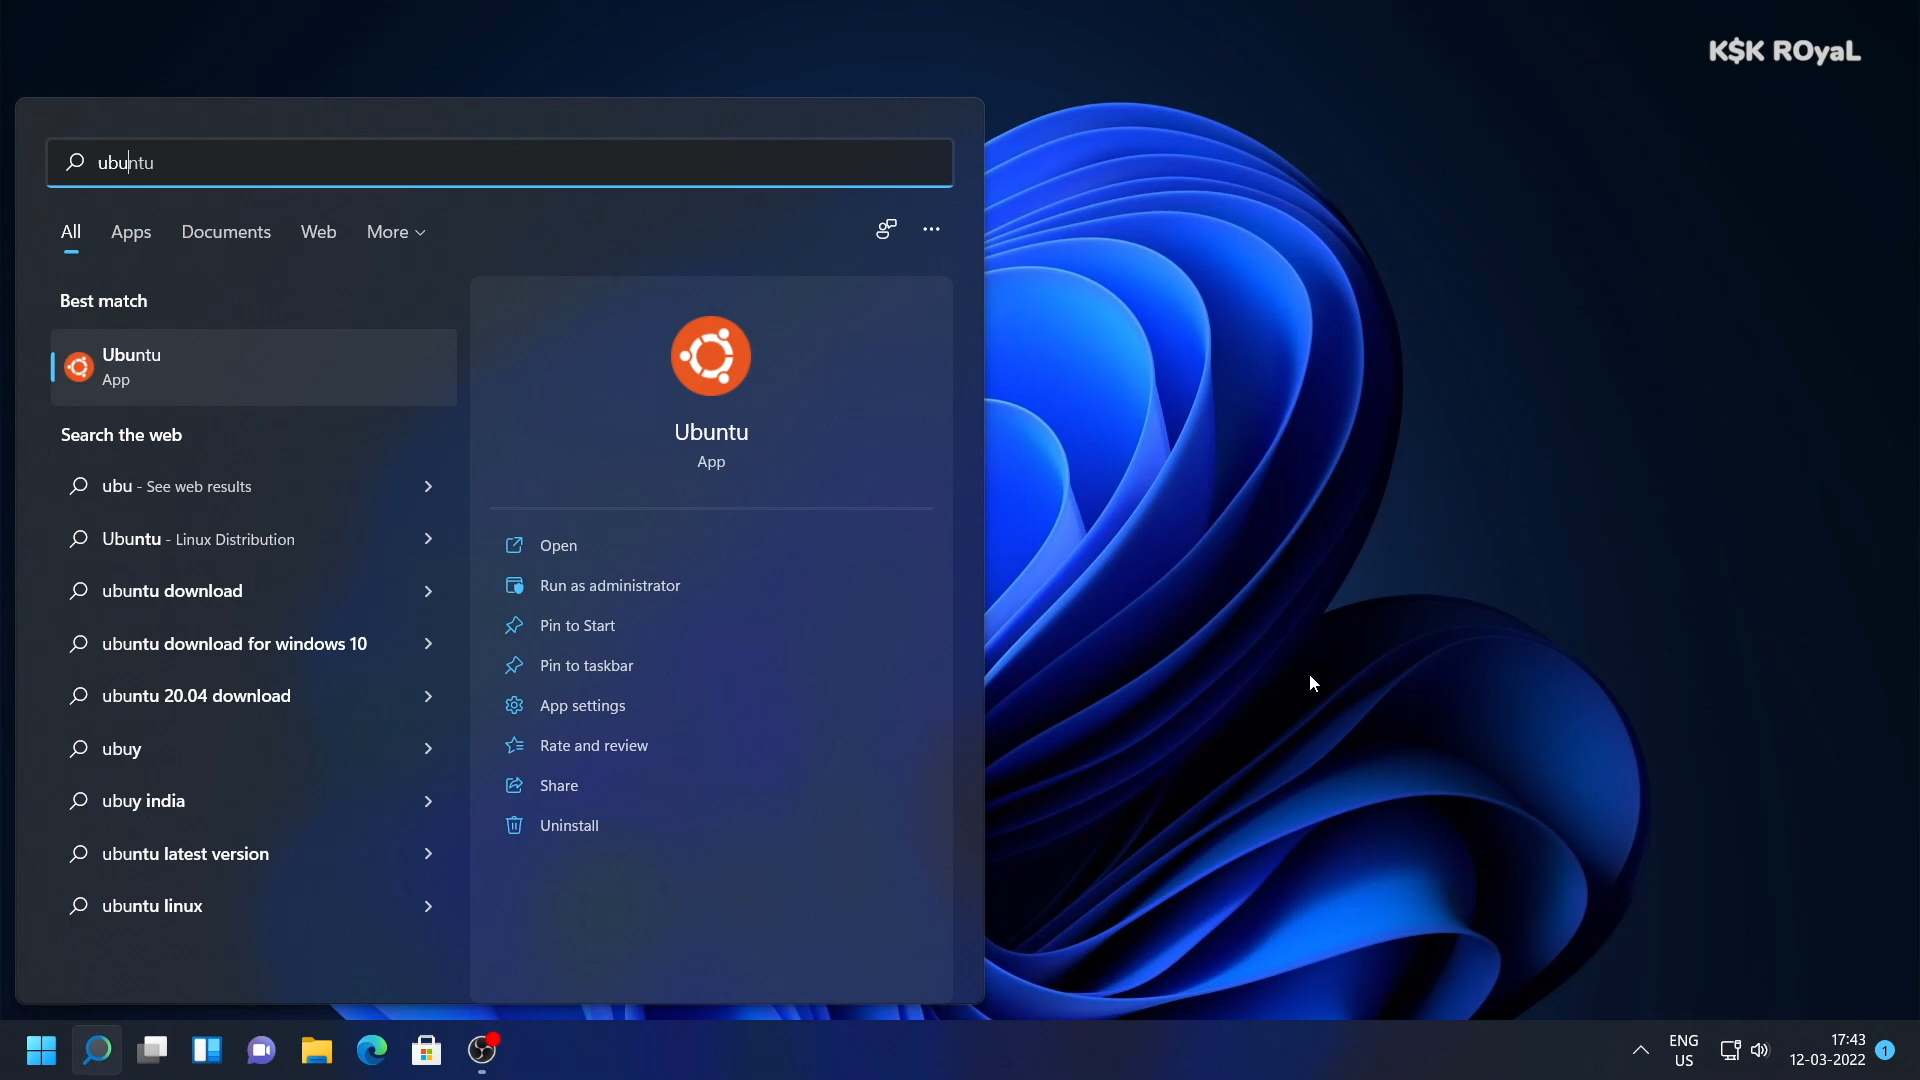 K$K ROyaL
ubuntu
All Apps Documents Web More
Best match
Ubuntu
App
Search the web
ubu - See web results
Ubuntu - Linux Distribution
ubuntu download
ubuntu download for windows 10
ubuntu 20.04 download
ubuy
ubuy india
ubuntu latest version
ubuntu linux
Ubuntu
App
Open
Run as administrator
Pin to Start
Pin to taskbar
App settings
Rate and review
Share
Uninstall
ENG
US
17:43
12-03-2022
1